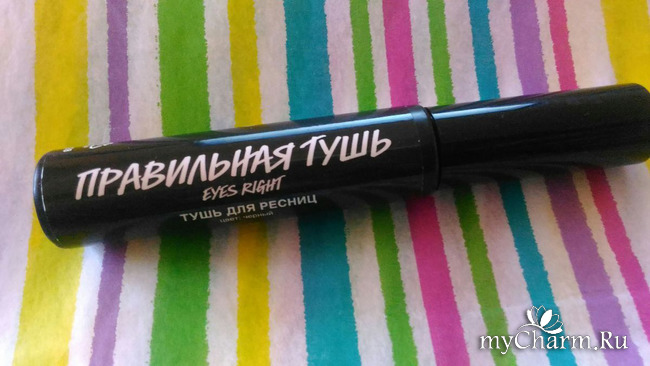 ПРАВИЛЬНАЯ ТУШЬ
EYES RIGHT
ТУШЬ ДЛЯ РЕСНИЦ
ЦВЕТ: ЧЕРНЫЙ
myCharm.Ru